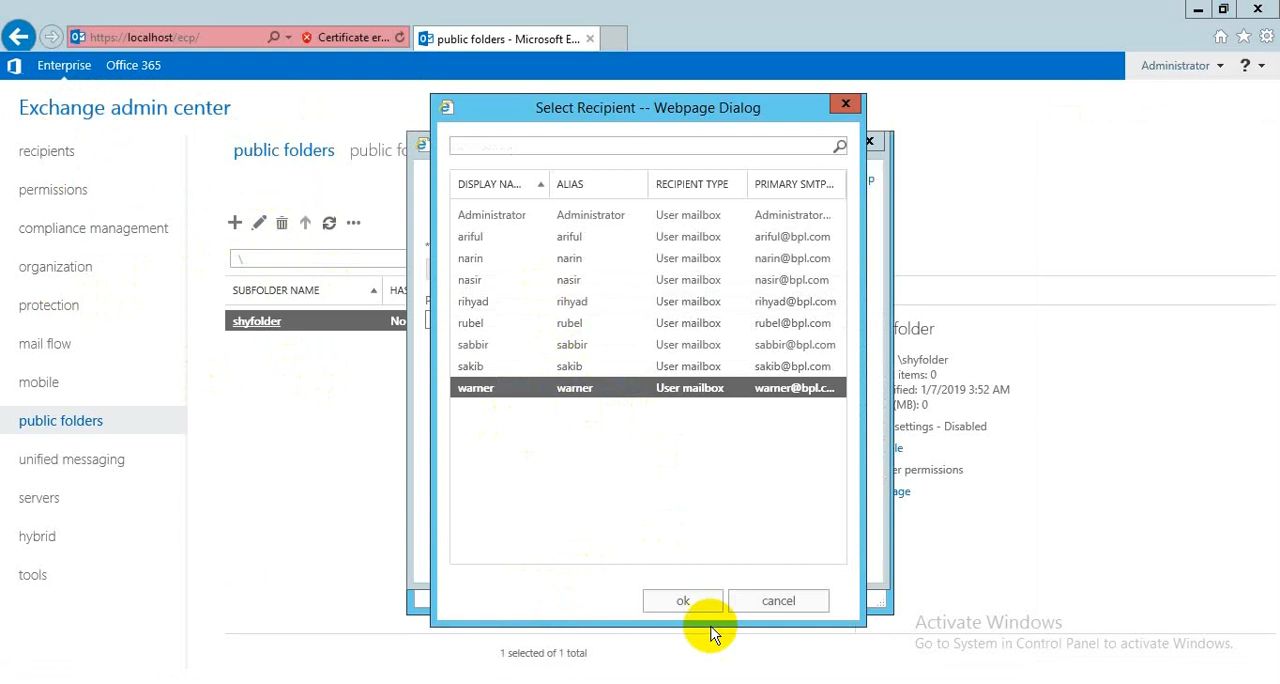 https://localhost/ecp/
Certificate er...
public folders - Microsoft E...
Enterprise
Office 365
Administrator
?
Exchange admin center
recipients
permissions
compliance management
organization
protection
mail flow
mobile
public folders
unified messaging
servers
hybrid
tools
public folders
public fo
\
SUBFOLDER NAME
HAS
shyfolder
No
Select Recipient -- Webpage Dialog
DISPLAY NA... ALIAS RECIPIENT TYPE PRIMARY SMTP...
Administrator Administrator User mailbox Administrator...
ariful ariful User mailbox ariful@bpl.com
narin narin User mailbox narin@bpl.com
nasir nasir User mailbox nasir@bpl.com
rihyad rihyad User mailbox rihyad@bpl.com
rubel rubel User mailbox rubel@bpl.com
sabbir sabbir User mailbox sabbir@bpl.com
sakib sakib User mailbox sakib@bpl.com
warner warner User mailbox warner@bpl.c...
ok
cancel
folder
\shyfolder
items: 0
ified: 1/7/2019 3:52 AM
(MB): 0
settings - Disabled
le
er permissions
age
1 selected of 1 total
Activate Windows
Go to System in Control Panel to activate Windows.